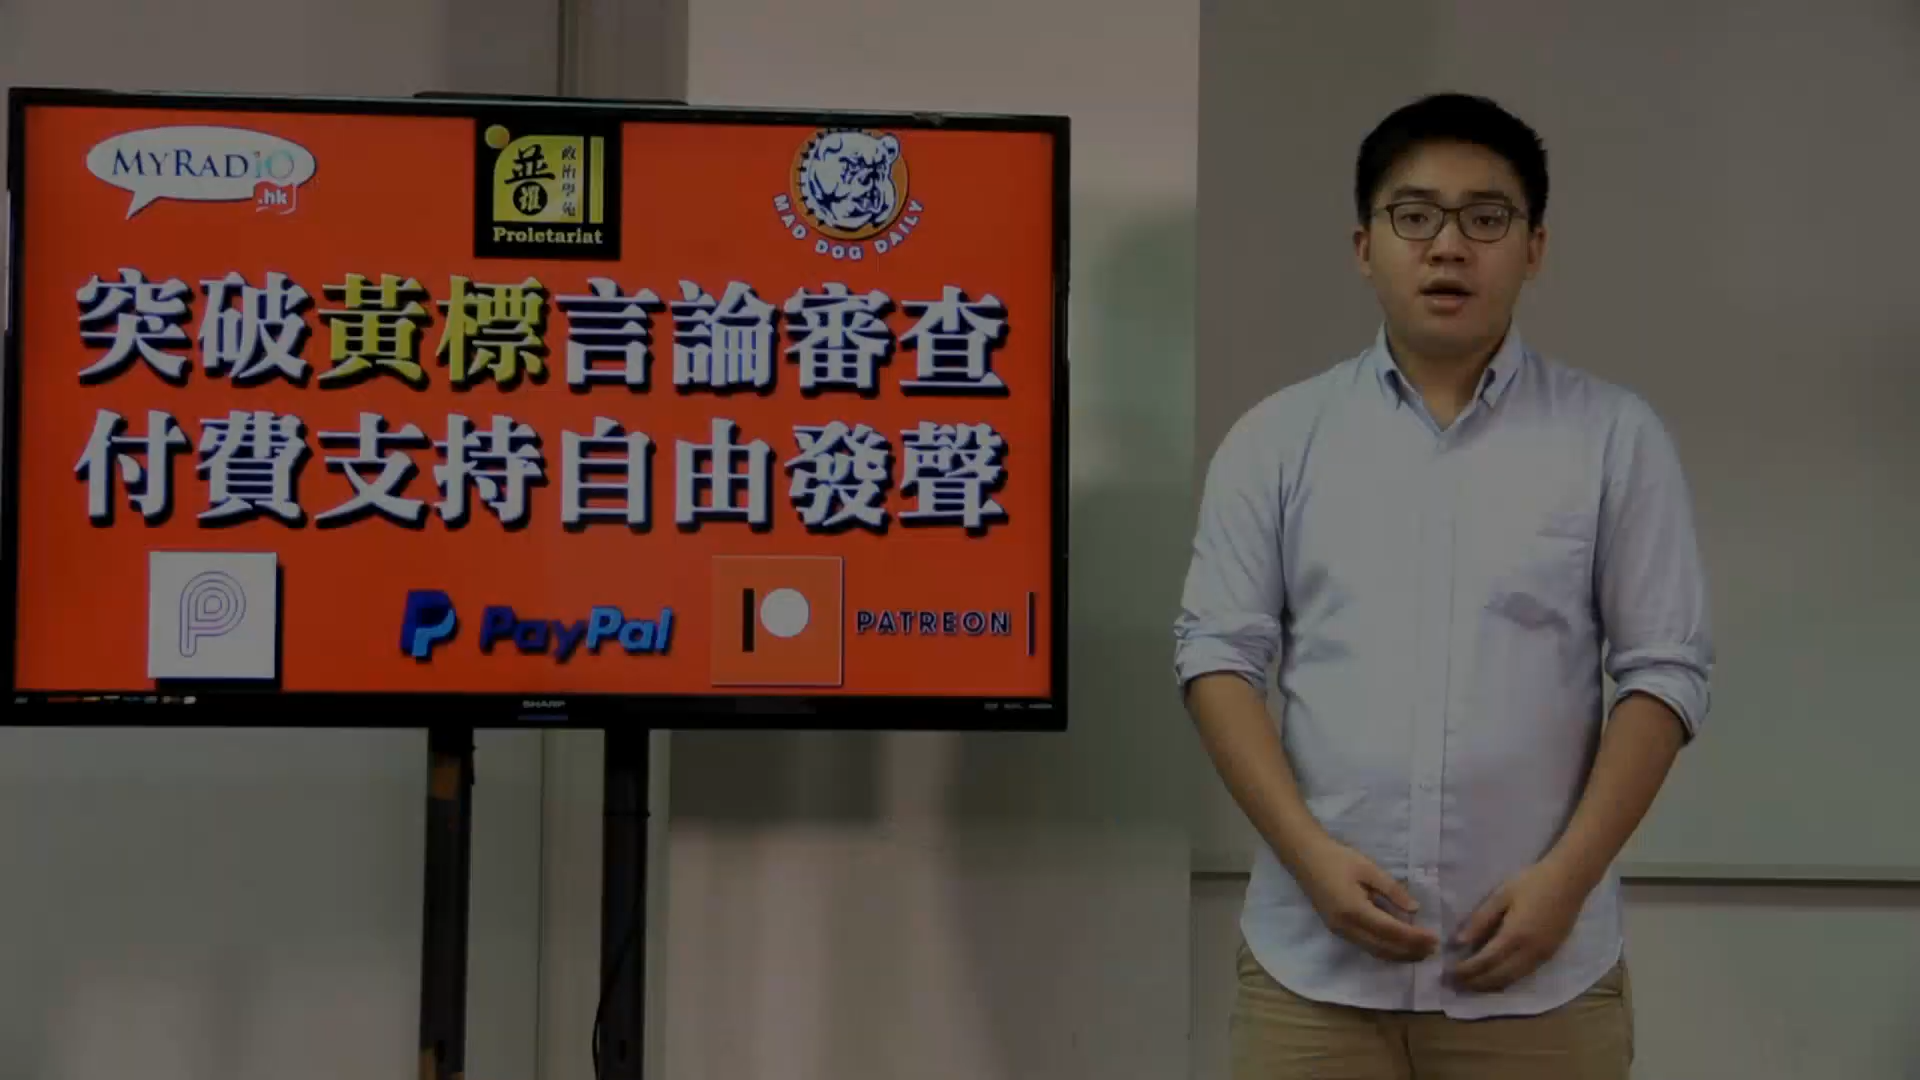 MYRADIO
.hk
普羅
政治學苑
Proletariat
MAD DOG DAILY
突破黃標言論審查
付費支持自由發聲
PayPal
PATREON
SHARP